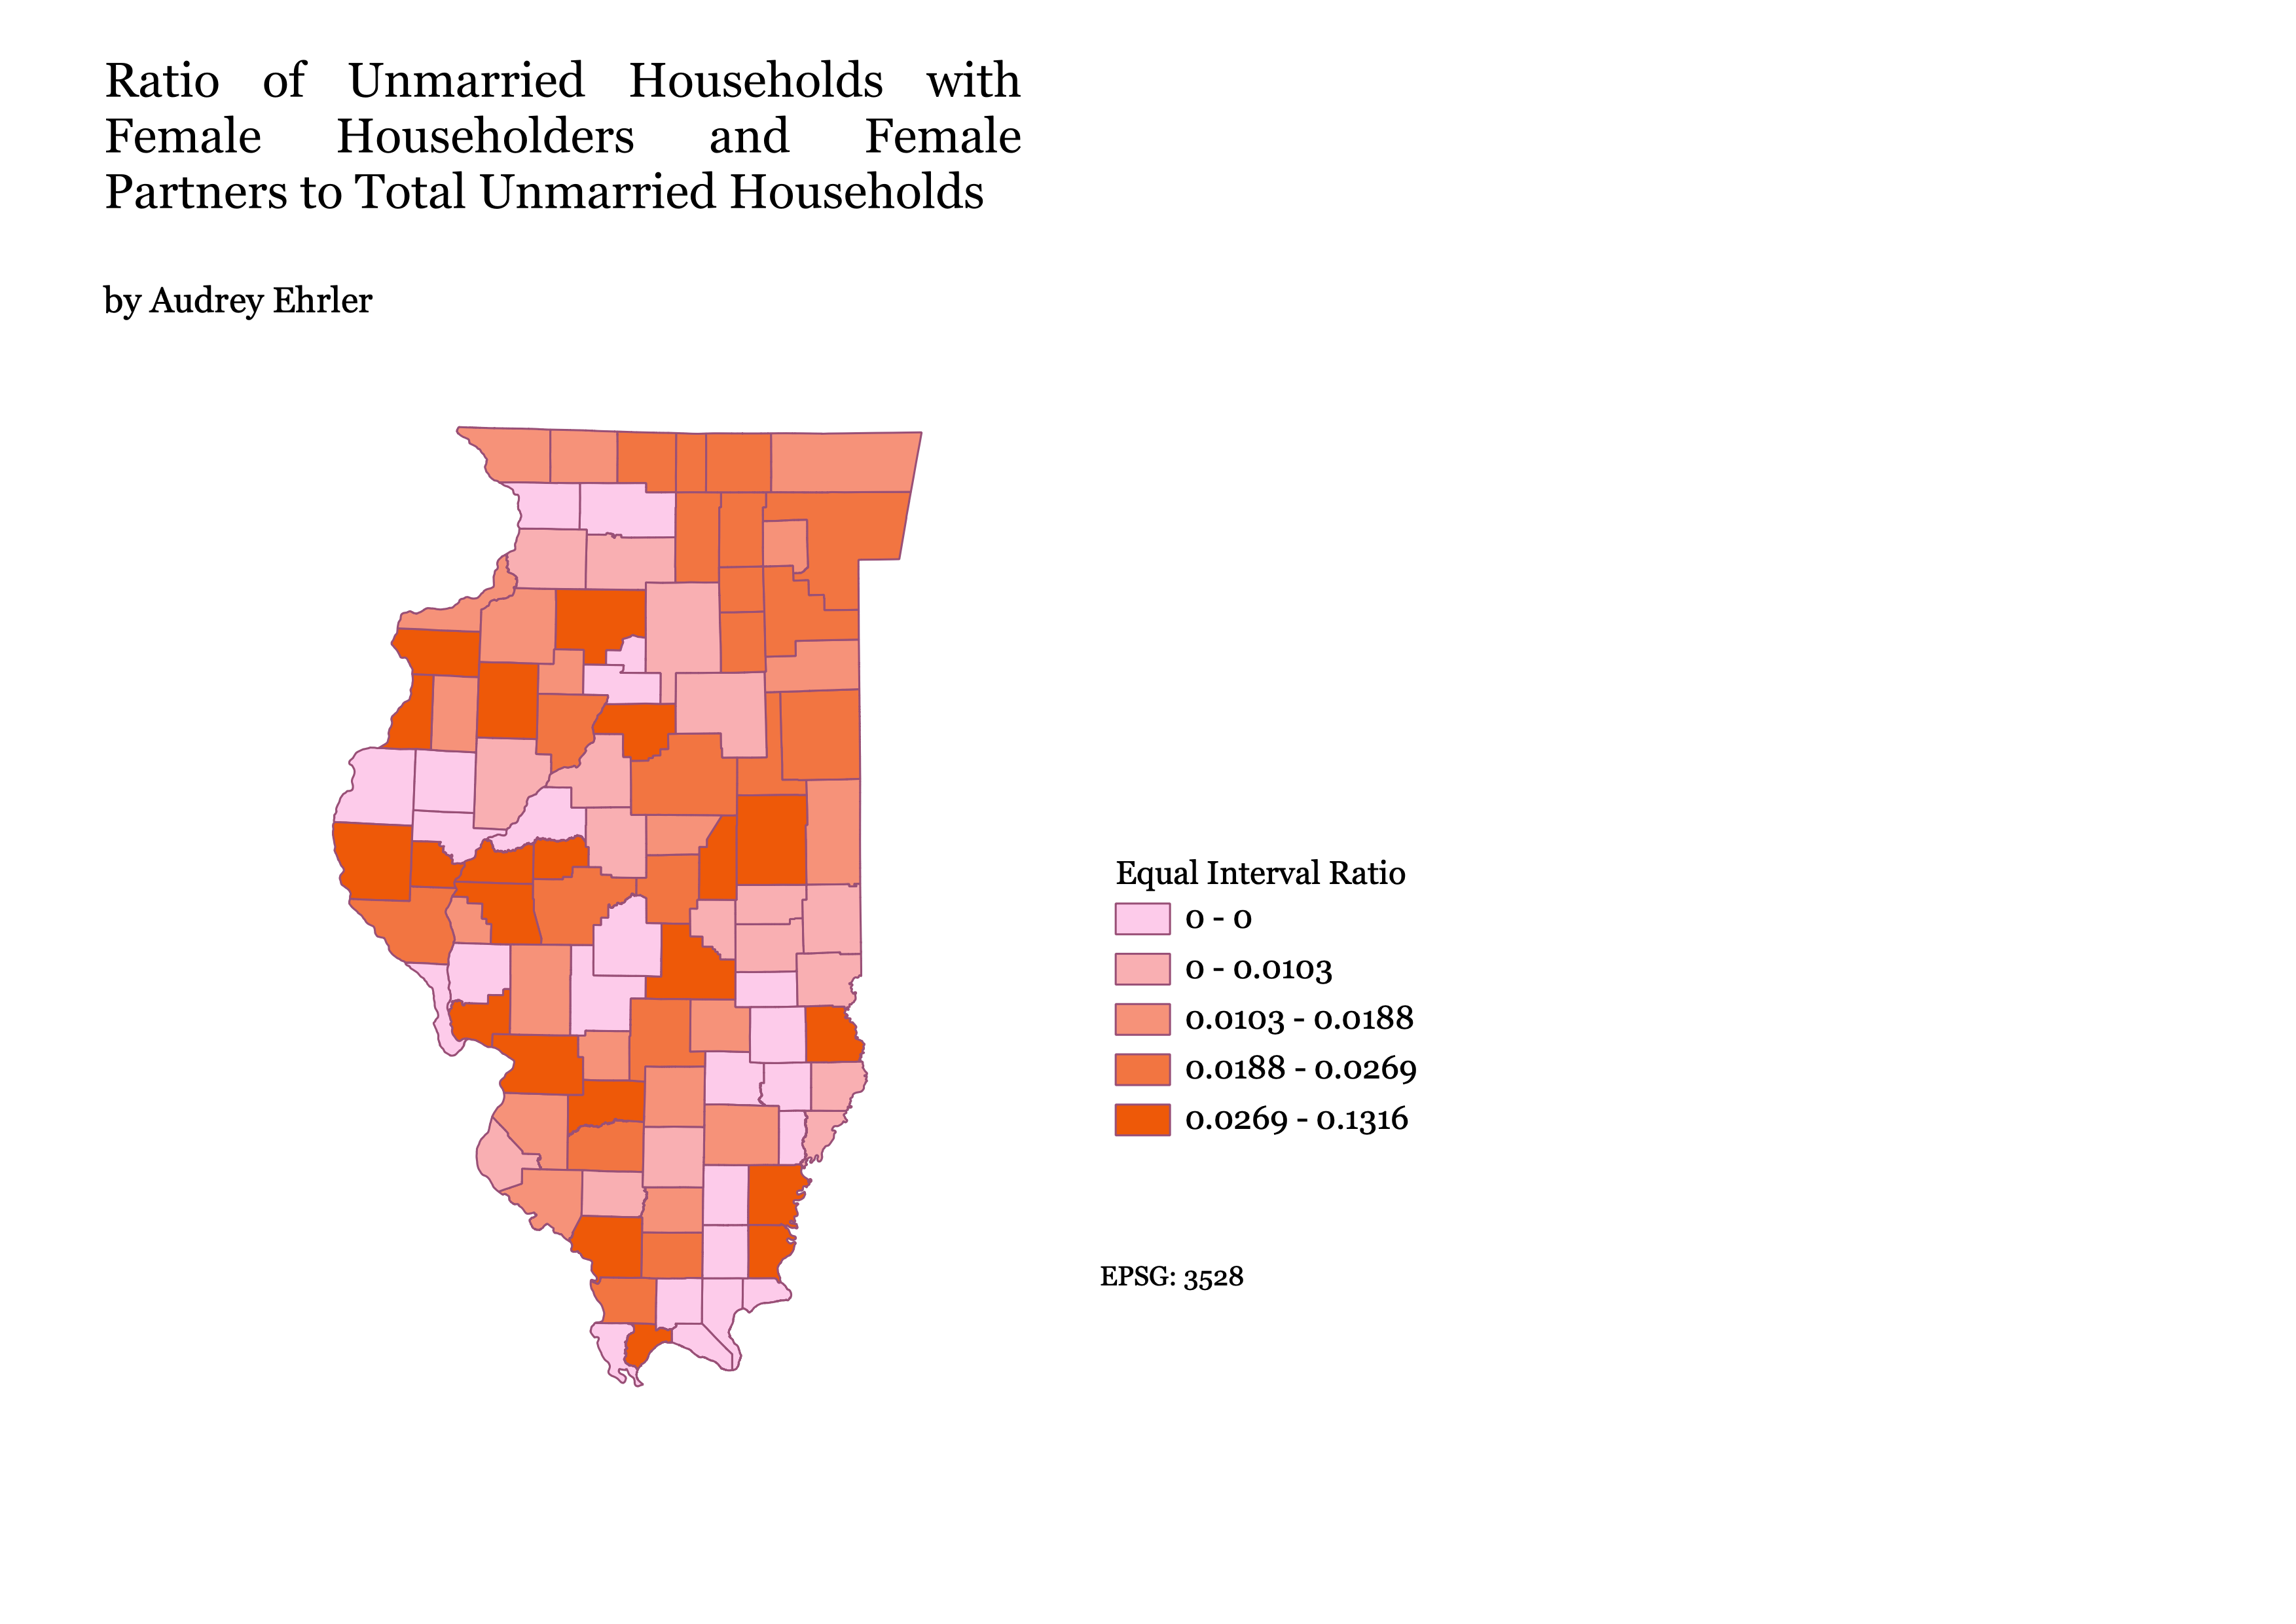 Ratio of Unmarried Households with
Female Householders and Female
Partners to Total Unmarried Households
by Audrey Ehrler
Equal Interval Ratio
0 - 0
0 - 0.0103
0.0103 - 0.0188
0.0188 - 0.0269
0.0269 - 0.1316
EPSG: 3528